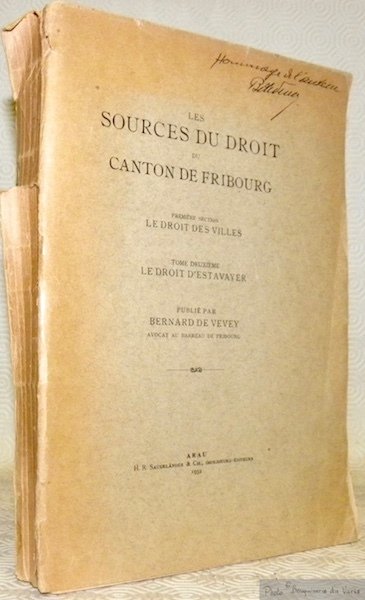 Hommage de l'auteur
LES
SOURCES DU DROIT
DU
CANTON DE FRIBOURG
PREMIÈRE SECTION
LE DROIT DES VILLES
TOME DEUXIÈME
LE DROIT D'ESTAVAYER
PUBLIÉ PAR
BERNARD DE VEVEY
AVOCAT AU BARREAU DE FRIBOURG
ARAU
H. R. SAUERLÄNDER & CIE, IMPRIMEURS-ÉDITEURS
1932
Photo © Bouquinerie du Varis